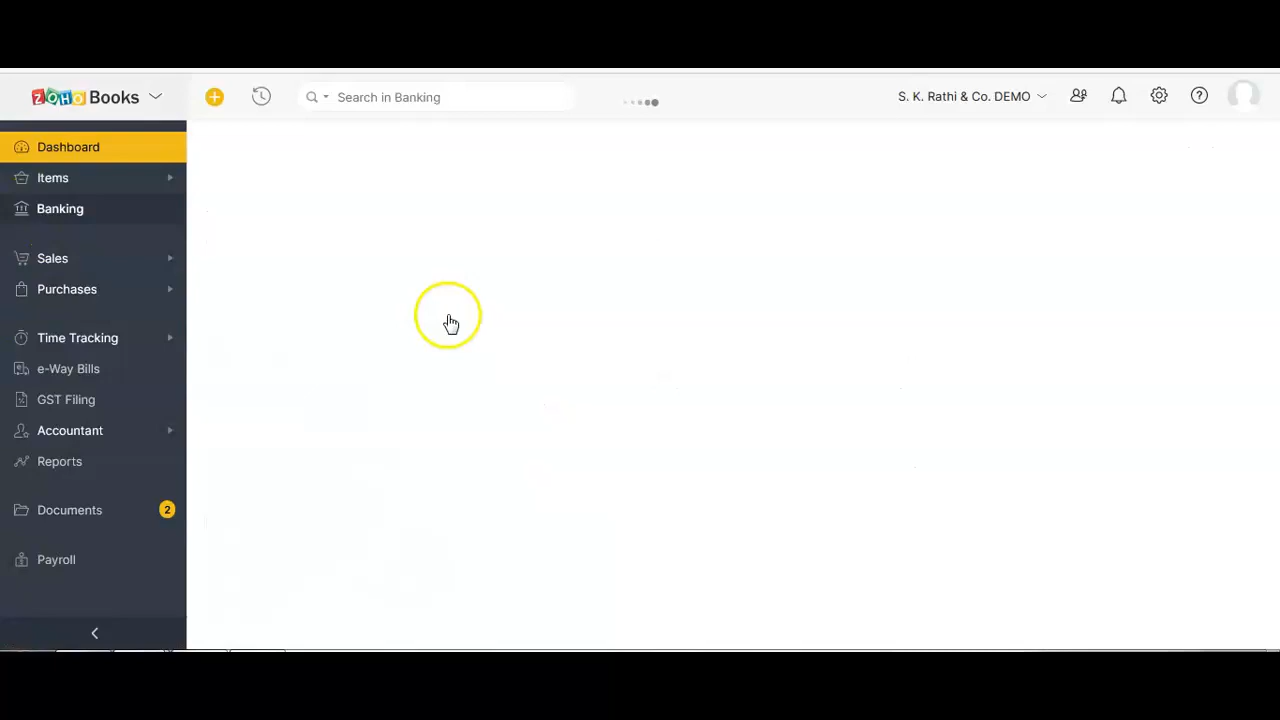 ZOHO Books
Search in Banking
S. K. Rathi & Co. DEMO
Dashboard
Items
Banking
Sales
Purchases
Time Tracking
e-Way Bills
GST Filing
Accountant
Reports
Documents 2
Payroll